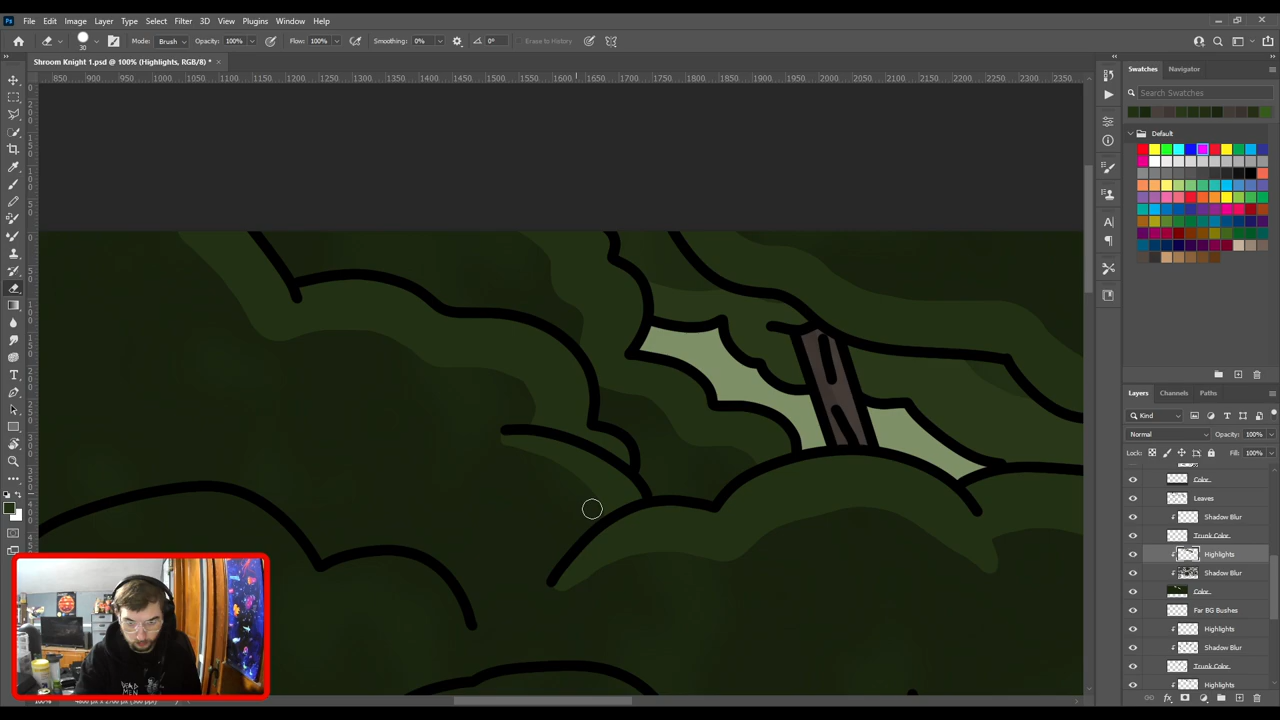 Ps File Edit Image Layer Type Select Filter 3D View Plugins Window Help
30 Mode: Brush Opacity: 100% Flow: 100% Smoothing: 0% 0° Erase to History
Shroom Knight 1.psd @ 100% (Highlights, RGB/8) * ×
850 900 950 1000 1050 1100 1150 1200 1250 1300 1350 1400 1450 1500 1550 1600 1650 1700 1750 1800 1850 1900 1950 2000 2050 2100 2150 2200 2250 2300 2350
Swatches Navigator
Search Swatches
Default
Layers Channels Paths
Kind
Normal Opacity: 100%
Lock: Fill: 100%
Color
Leaves
Shadow Blur
Trunk Color
Highlights
Shadow Blur
Color
Far BG Bushes
Highlights
Shadow Blur
Trunk Color
Highlights
DEAD
MEN